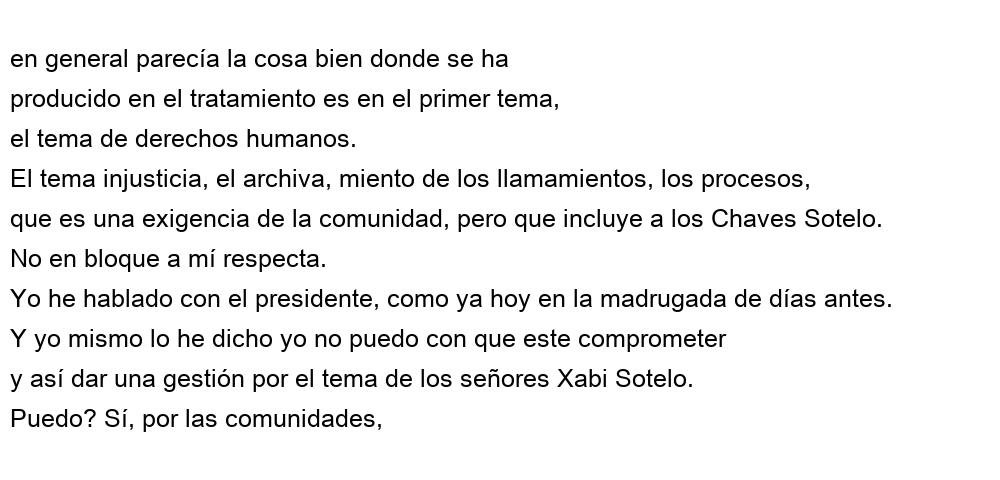 en general parecía la cosa bien donde se ha
producido en el tratamiento es en el primer tema,
el tema de derechos humanos.
El tema injusticia, el archiva, miento de los llamamientos, los procesos,
que es una exigencia de la comunidad, pero que incluye a los Chaves Sotelo.
No en bloque a mí respecta.
Yo he hablado con el presidente, como ya hoy en la madrugada de días antes.
Y yo mismo lo he dicho yo no puedo con que este comprometer
y así dar una gestión por el tema de los señores Xabi Sotelo.
Puedo? Sí, por las comunidades,